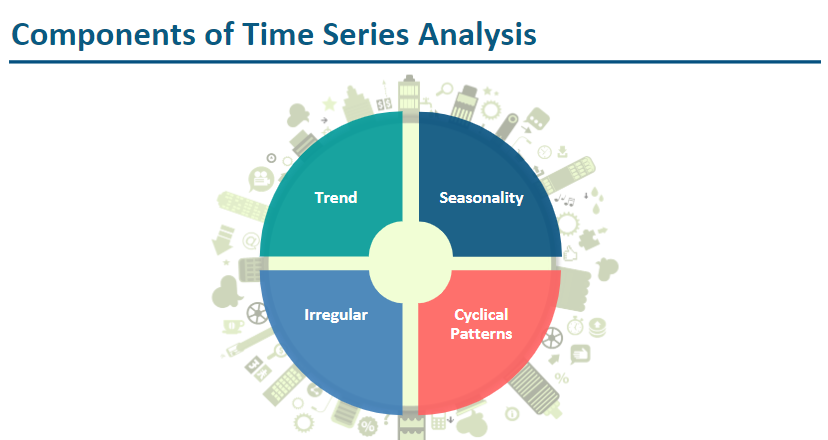 Components of Time Series Analysis
Trend
Seasonality
Irregular
Cyclical
Patterns
$$
@
%
%
?